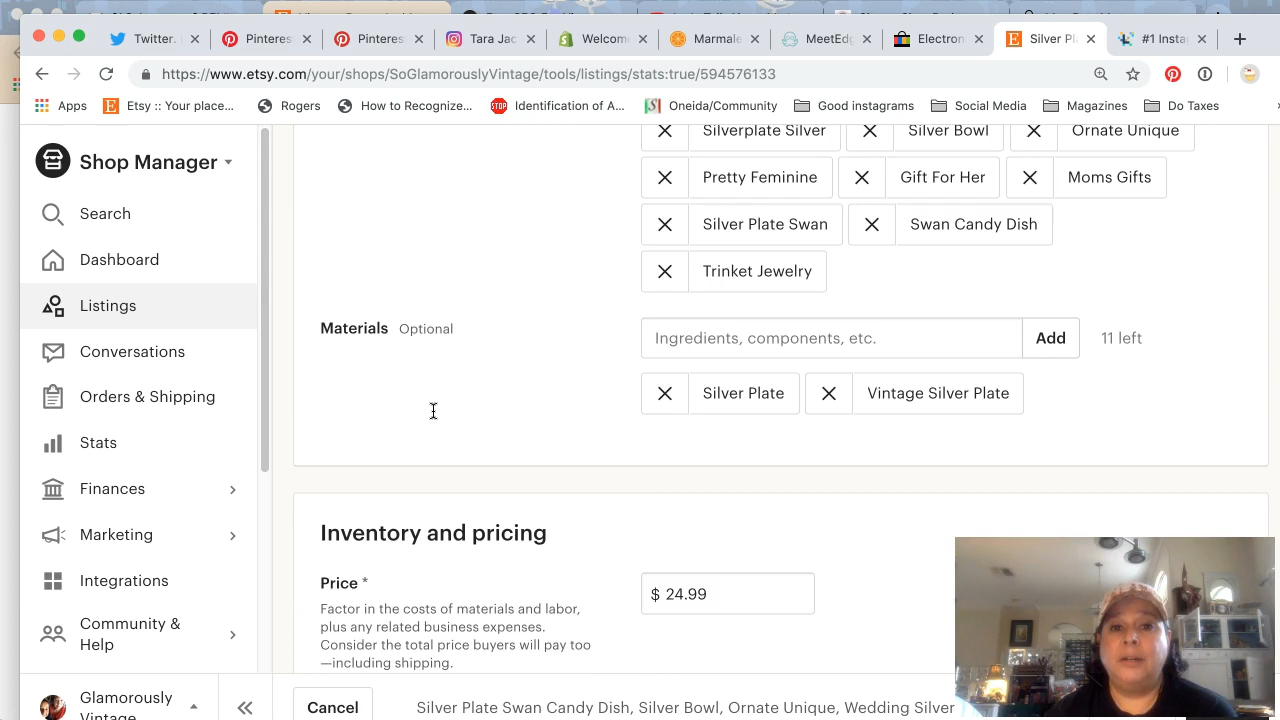 Twitter.
Pinteres
Pinteres
Tara Jac
Welcom
Marmale
MeetEdg
Electron
Silver Pl
#1 Insta
https://www.etsy.com/your/shops/SoGlamorouslyVintage/tools/listings/stats:true/594576133
Apps
Etsy :: Your place...
Rogers
How to Recognize...
STOP
Identification of A...
Oneida/Community
Good instagrams
Social Media
Magazines
Do Taxes
Shop Manager
Search
Dashboard
Listings
Conversations
Orders & Shipping
Stats
Finances
Marketing
Integrations
Community &
Help
Glamorously
Vintage
Silverplate Silver
Silver Bowl
Ornate Unique
Pretty Feminine
Gift For Her
Moms Gifts
Silver Plate Swan
Swan Candy Dish
Trinket Jewelry
Materials Optional
Ingredients, components, etc.
Add
11 left
Silver Plate
Vintage Silver Plate
Inventory and pricing
Price *
$ 24.99
Factor in the costs of materials and labor,
plus any related business expenses.
Consider the total price buyers will pay too
—including shipping.
Cancel
Silver Plate Swan Candy Dish, Silver Bowl, Ornate Unique, Wedding Silver